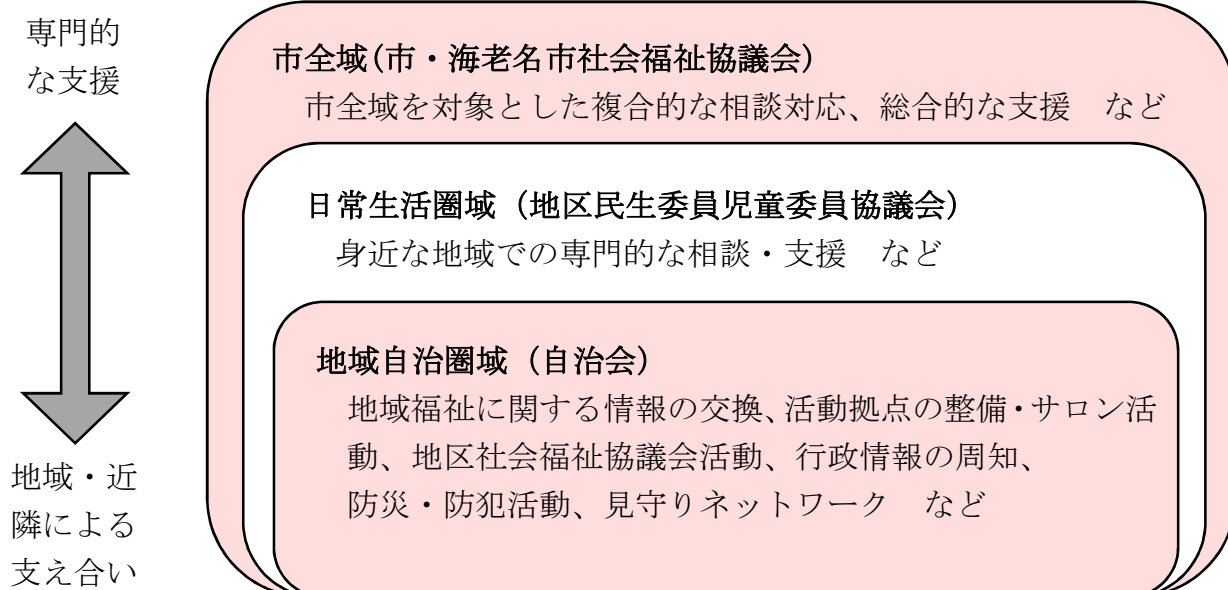 専門的
な支援
市全域(市・海老名市社会福祉協議会)
市全域を対象とした複合的な相談対応、総合的な支援　など
日常生活圏域（地区民生委員児童委員協議会）
身近な地域での専門的な相談・支援　など
地域自治圏域（自治会）
地域福祉に関する情報の交換、活動拠点の整備・サロン活
動、地区社会福祉協議会活動、行政情報の周知、
防災・防犯活動、見守りネットワーク　など
地域・近
隣による
支え合い